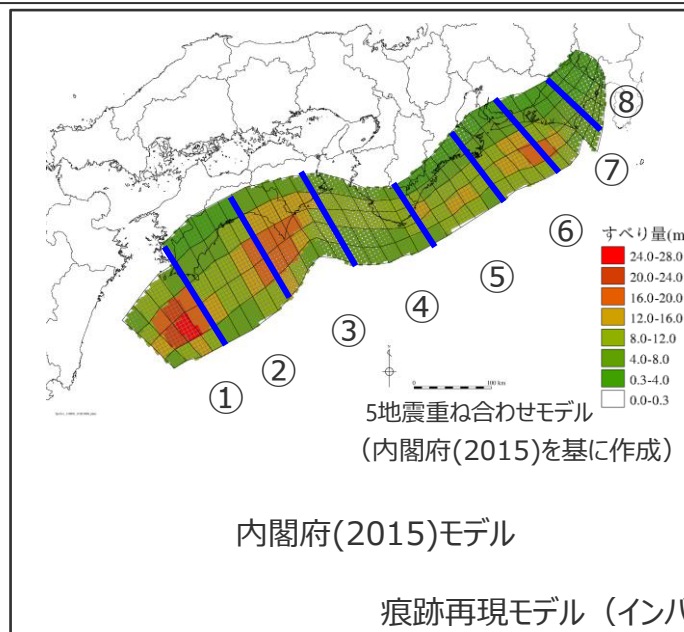 ⑧
⑦
⑥
⑤
④
③
②
①
すべり量(m
24.0-28.0
20.0-24.0
16.0-20.0
12.0-16.0
8.0-12.0
4.0-8.0
0.3-4.0
0.0-0.3
0 100 km
5地震重ね合わせモデル
（内閣府(2015)を基に作成）
内閣府(2015)モデル
痕跡再現モデル（インバ